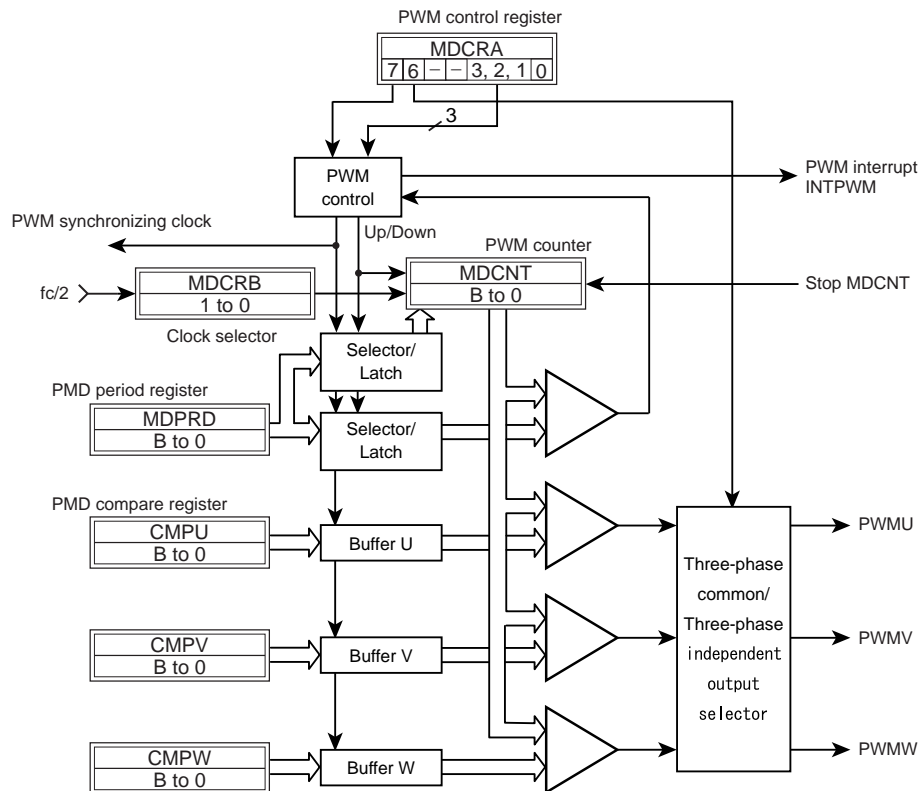 PWM control register
MDCRA
7 6 – – 3, 2, 1 0
3
PWM
control
PWM interrupt
INTPWM
PWM synchronizing clock
Up/Down
PWM counter
fc/2
MDCRB
1 to 0
MDCNT
B to 0
Stop MDCNT
Clock selector
Selector/
Latch
PMD period register
MDPRD
B to 0
Selector/
Latch
PMD compare register
CMPU
B to 0
Buffer U
PWMU
Three-phase
common/
Three-phase
independent
output
selector
CMPV
B to 0
Buffer V
PWMV
CMPW
B to 0
Buffer W
PWMW